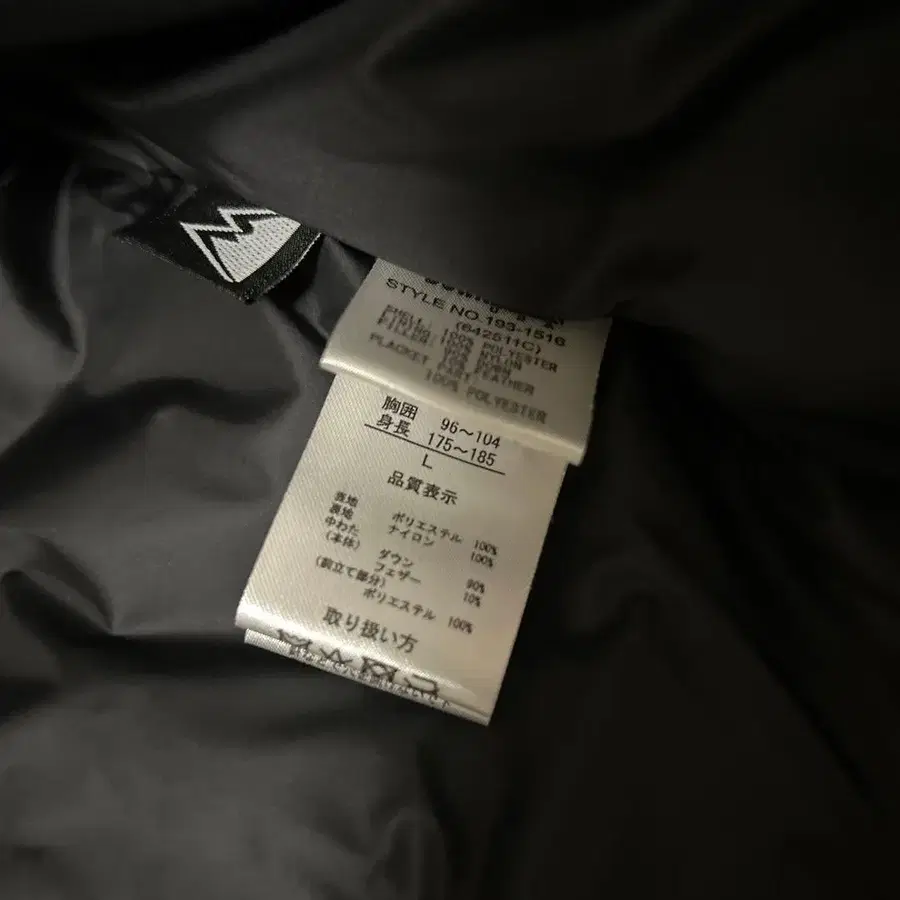 STYLE NO.193-1516
(642511C)
SHELL: 100% POLYESTER
LINING: 100% NYLON
FILLER: 90% DOWN
FEATHER
PLACKET PART:
100% POLYESTER
胸囲 96～104
身長 175～185
L
品質表示
表地 ポリエステル 100%
裏地 ナイロン 100%
中わた
(本体) ダウン 90%
フェザー 10%
(前立て部分)
ポリエステル 100%
取り扱い方